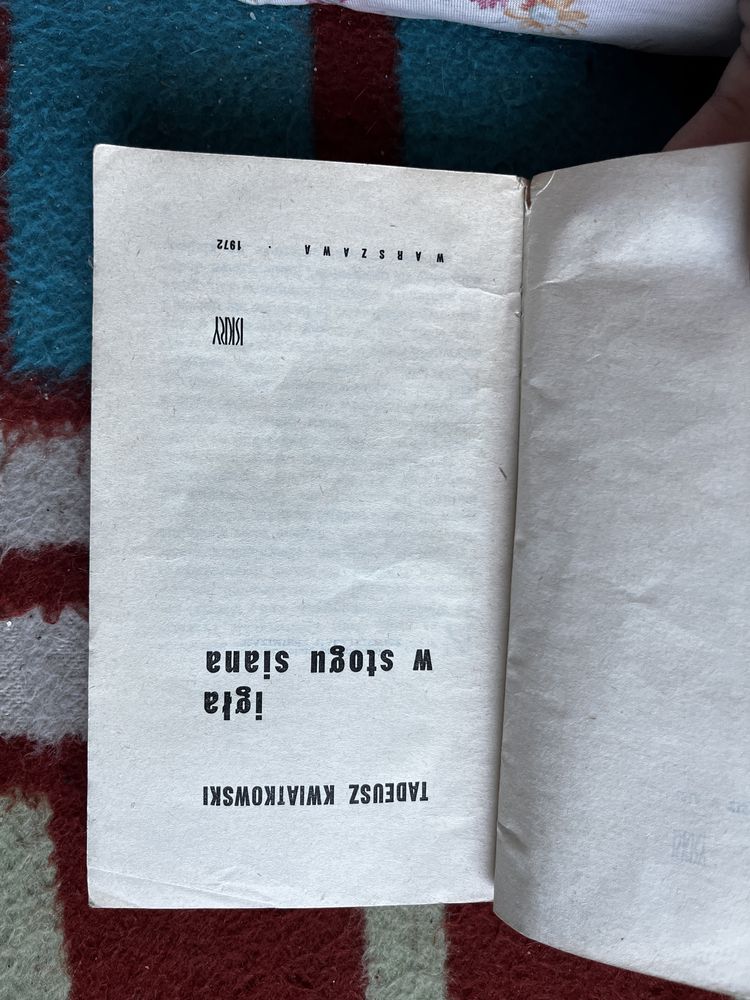 TADEUSZ KWIATKOWSKI
igła
w stogu siana
ISKRY
WARSZAWA · 1972